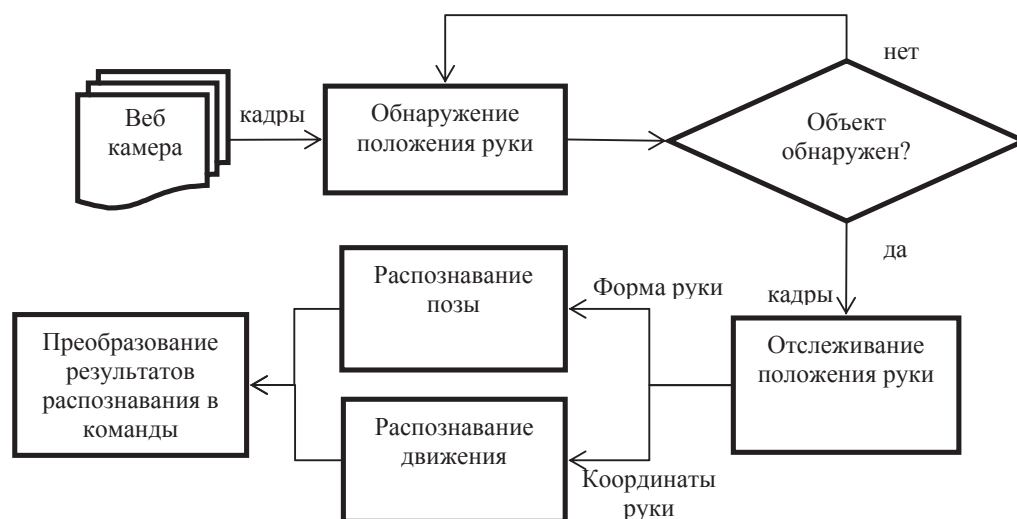 нет
Веб
камера
кадры
Обнаружение
положения руки
Объект
обнаружен?
да
кадры
Распознавание
позы
Форма руки
Преобразование
результатов
распознавания в
команды
Отслеживание
положения руки
Распознавание
движения
Координаты
руки